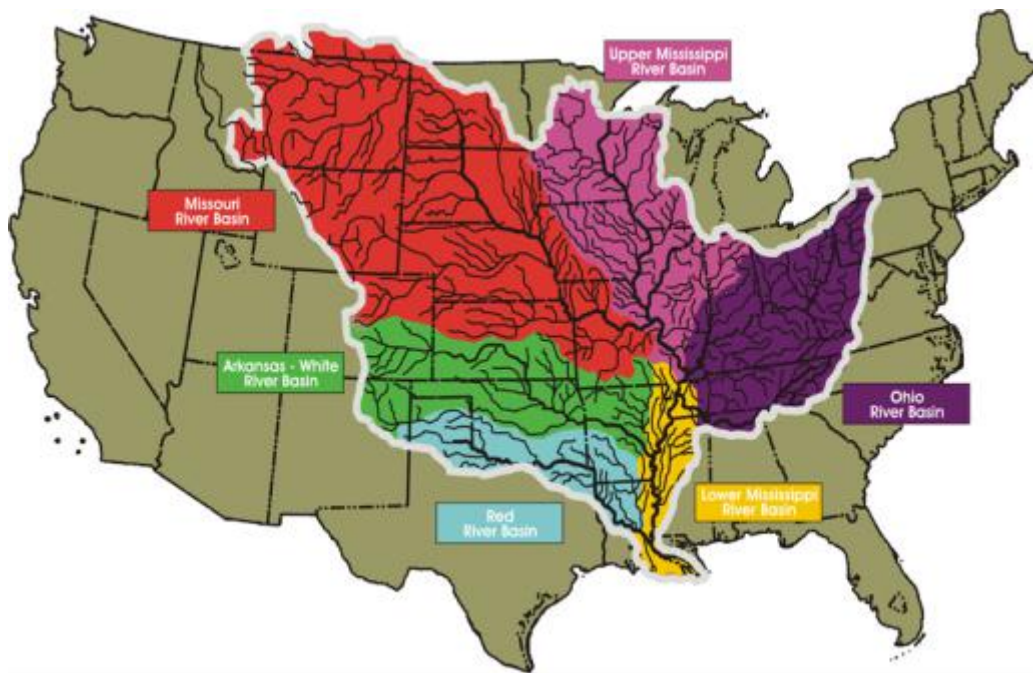 Upper Mississippi
River Basin
Missouri
River Basin
Arkansas - White
River Basin
Ohio
River Basin
Lower Mississippi
River Basin
Red
River Basin